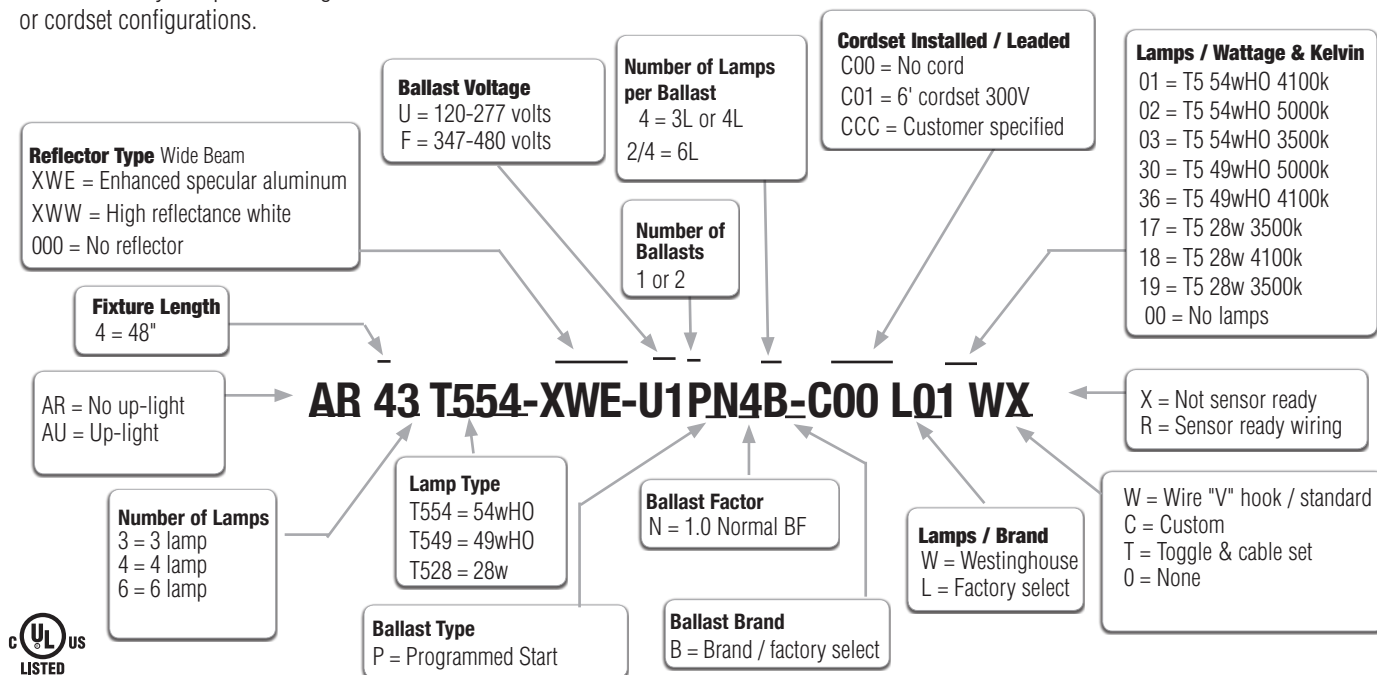 or cordset configurations.
Reflector Type Wide Beam
XWE = Enhanced specular aluminum
XWW = High reflectance white
000 = No reflector
Ballast Voltage
U = 120-277 volts
F = 347-480 volts
Number of Lamps
per Ballast
4 = 3L or 4L
2/4 = 6L
Number of
Ballasts
1 or 2
Cordset Installed / Leaded
C00 = No cord
C01 = 6' cordset 300V
CCC = Customer specified
Lamps / Wattage & Kelvin
01 = T5 54wHO 4100k
02 = T5 54wHO 5000k
03 = T5 54wHO 3500k
30 = T5 49wHO 5000k
36 = T5 49wHO 4100k
17 = T5 28w 3500k
18 = T5 28w 4100k
19 = T5 28w 3500k
00 = No lamps
Fixture Length
4 = 48"
AR = No up-light
AU = Up-light
AR 43 T554-XWE-U1PN4B-C00 L01 WX
X = Not sensor ready
R = Sensor ready wiring
Number of Lamps
3 = 3 lamp
4 = 4 lamp
6 = 6 lamp
Lamp Type
T554 = 54wHO
T549 = 49wHO
T528 = 28w
Ballast Factor
N = 1.0 Normal BF
Lamps / Brand
W = Westinghouse
L = Factory select
W = Wire "V" hook / standard
C = Custom
T = Toggle & cable set
0 = None
Ballast Type
P = Programmed Start
Ballast Brand
B = Brand / factory select
C UL US
LISTED